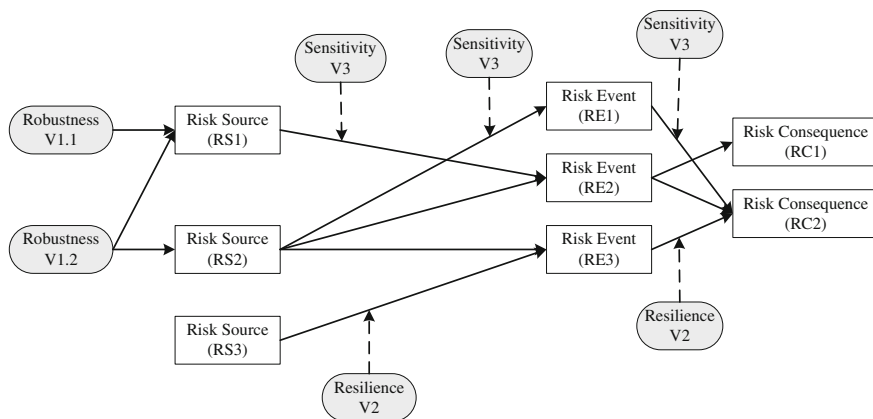 Sensitivity
V3
Sensitivity
V3
Sensitivity
V3
Robustness
V1.1
Risk Source
(RS1)
Risk Event
(RE1)
Risk Consequence
(RC1)
Risk Event
(RE2)
Robustness
V1.2
Risk Source
(RS2)
Risk Event
(RE3)
Risk Consequence
(RC2)
Risk Source
(RS3)
Resilience
V2
Resilience
V2